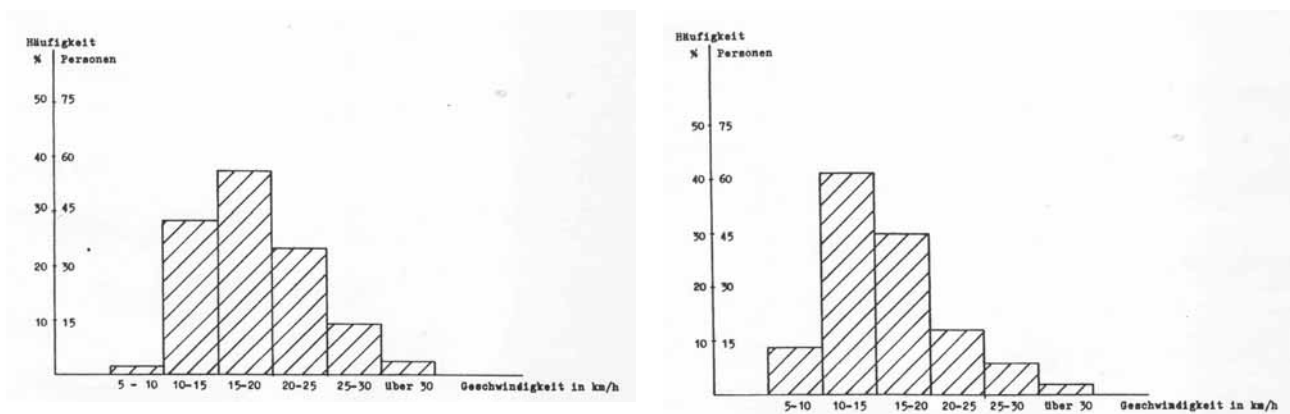 Häufigkeit
% Personen
50 75
40 60
30 45
20 30
10 15
5 - 10 10-15 15-20 20-25 25-30 über 30 Geschwindigkeit in km/h
Häufigkeit
% Personen
50 75
40 60
30 45
20 30
10 15
5-10 10-15 15-20 20-25 25-30 über 30 Geschwindigkeit in km/h